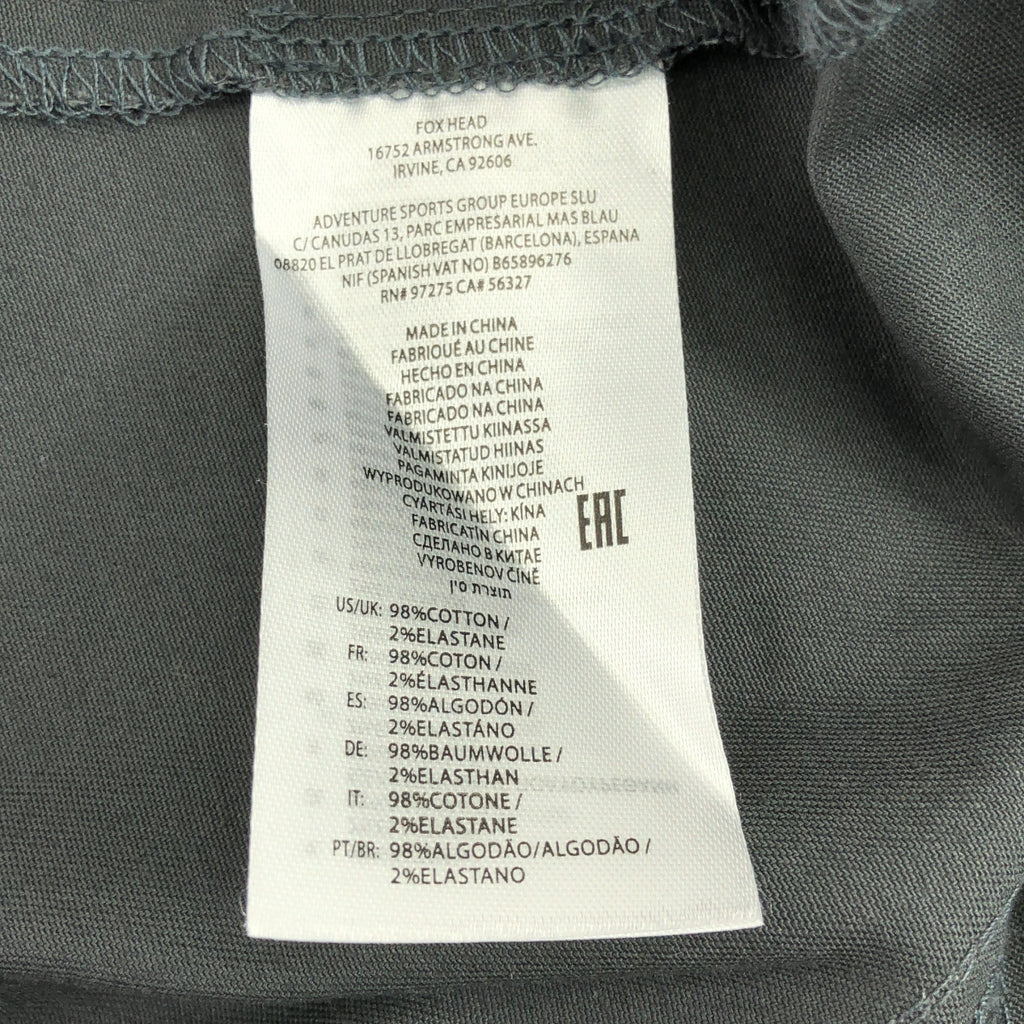 FOX HEAD
16752 ARMSTRONG AVE.
IRVINE, CA 92606
ADVENTURE SPORTS GROUP EUROPE SLU
C/ CANUDAS 13, PARC EMPRESARIAL MAS BLAU
08820 EL PRAT DE LLOBREGAT (BARCELONA), ESPANA
NIF (SPANISH VAT NO) B65896276
RN# 97275 CA# 56327
MADE IN CHINA
FABRIOUÉ AU CHINE
HECHO EN CHINA
FABRICADO NA CHINA
FABRICADO NA CHINA
VALMISTETTU KIINASSA
VALMISTATUD HIINAS
PAGAMINTA KINIJOJE
WYPRODUKOWANO W CHINACH
CYÁRTÁSI HELY: KÍNA
FABRICATÎN CHINA
СДЕЛАНО В КИТАЕ
VYROBENOV ČÍNĚ
תוצרת סין
EAC
US/UK: 98%COTTON /
2%ELASTANE
FR: 98%COTON /
2%ÉLASTHANNE
ES: 98%ALGODÓN /
2%ELASTÁNO
DE: 98%BAUMWOLLE /
2%ELASTHAN
IT: 98%COTONE /
2%ELASTANE
PT/BR: 98%ALGODÃO/ALGODÃO /
2%ELASTANO